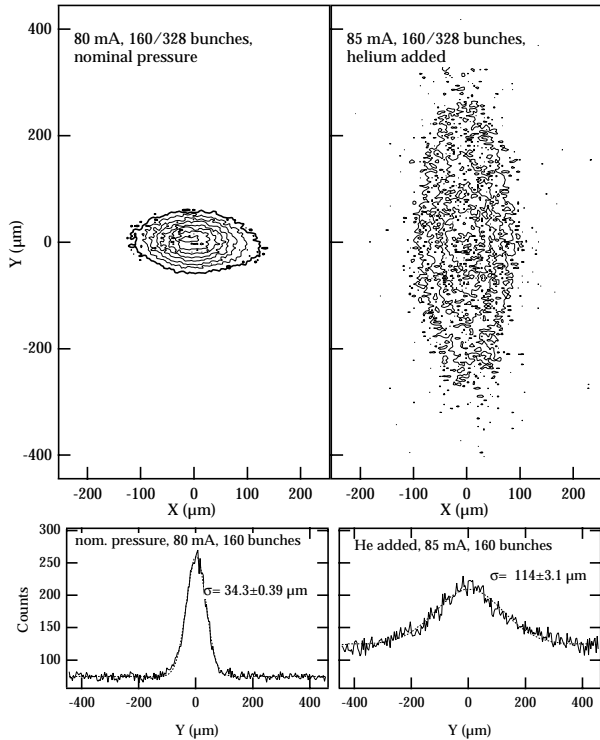 400
200
0
-200
-400
Y (μm)
80 mA, 160/328 bunches,
nominal pressure
85 mA, 160/328 bunches,
helium added
-200 -100 0 100 200
X (μm)
-200 -100 0 100 200
X (μm)
300
250
200
150
100
Counts
nom. pressure, 80 mA, 160 bunches
σ= 34.3±0.39 μm
-400 -200 0 200 400
Y (μm)
He added, 85 mA, 160 bunches
σ= 114±3.1 μm
-400 -200 0 200 400
Y (μm)